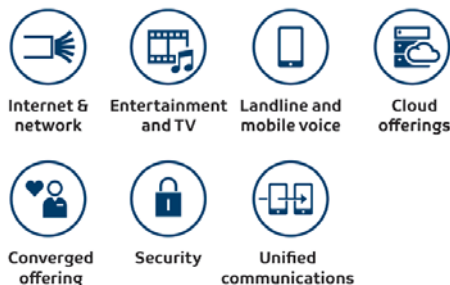 Internet &
network
Entertainment
and TV
Landline and
mobile voice
Cloud
offerings
Converged
offering
Security
Unified
communications